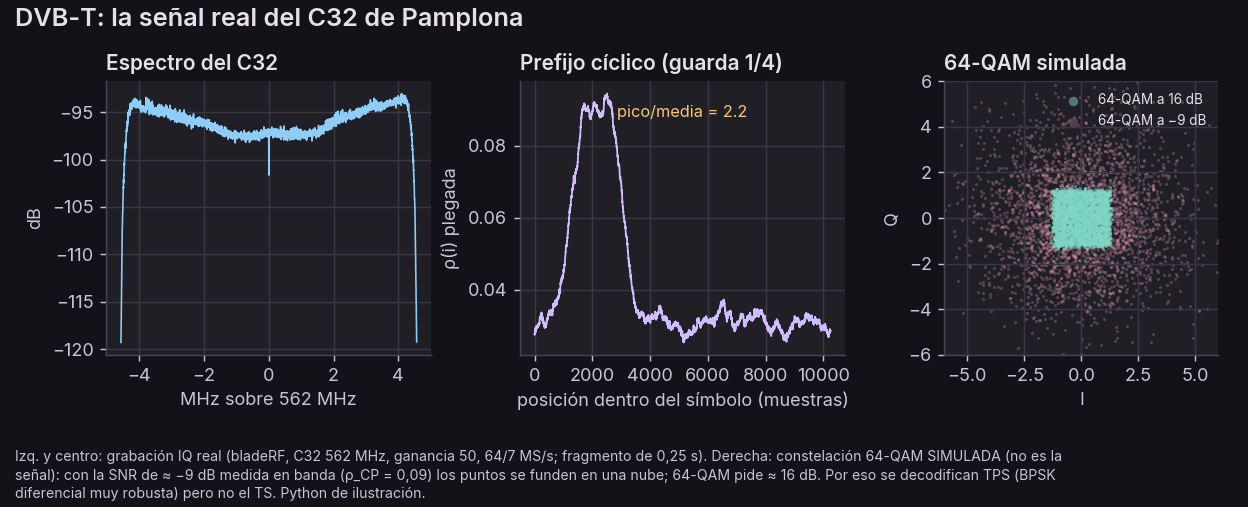 DVB-T: la señal real del C32 de Pamplona
Espectro del C32
−95
−100
−105
−110
−115
−120
dB
−4
−2
0
2
4
MHz sobre 562 MHz
Prefijo cíclico (guarda 1/4)
pico/media = 2.2
0.08
0.06
0.04
ρ(i) plegada
0
2000
4000
6000
8000
10000
posición dentro del símbolo (muestras)
64-QAM simulada
64-QAM a 16 dB
64-QAM a −9 dB
6
4
2
0
−2
−4
−6
Q
−5.0
−2.5
0.0
2.5
5.0
I
Izq. y centro: grabación IQ real (bladeRF, C32 562 MHz, ganancia 50, 64/7 MS/s; fragmento de 0,25 s). Derecha: constelación 64-QAM SIMULADA (no es la
señal): con la SNR de ≈ −9 dB medida en banda (ρ_CP = 0,09) los puntos se funden en una nube; 64-QAM pide ≈ 16 dB. Por eso se decodifican TPS (BPSK
diferencial muy robusta) pero no el TS. Python de ilustración.